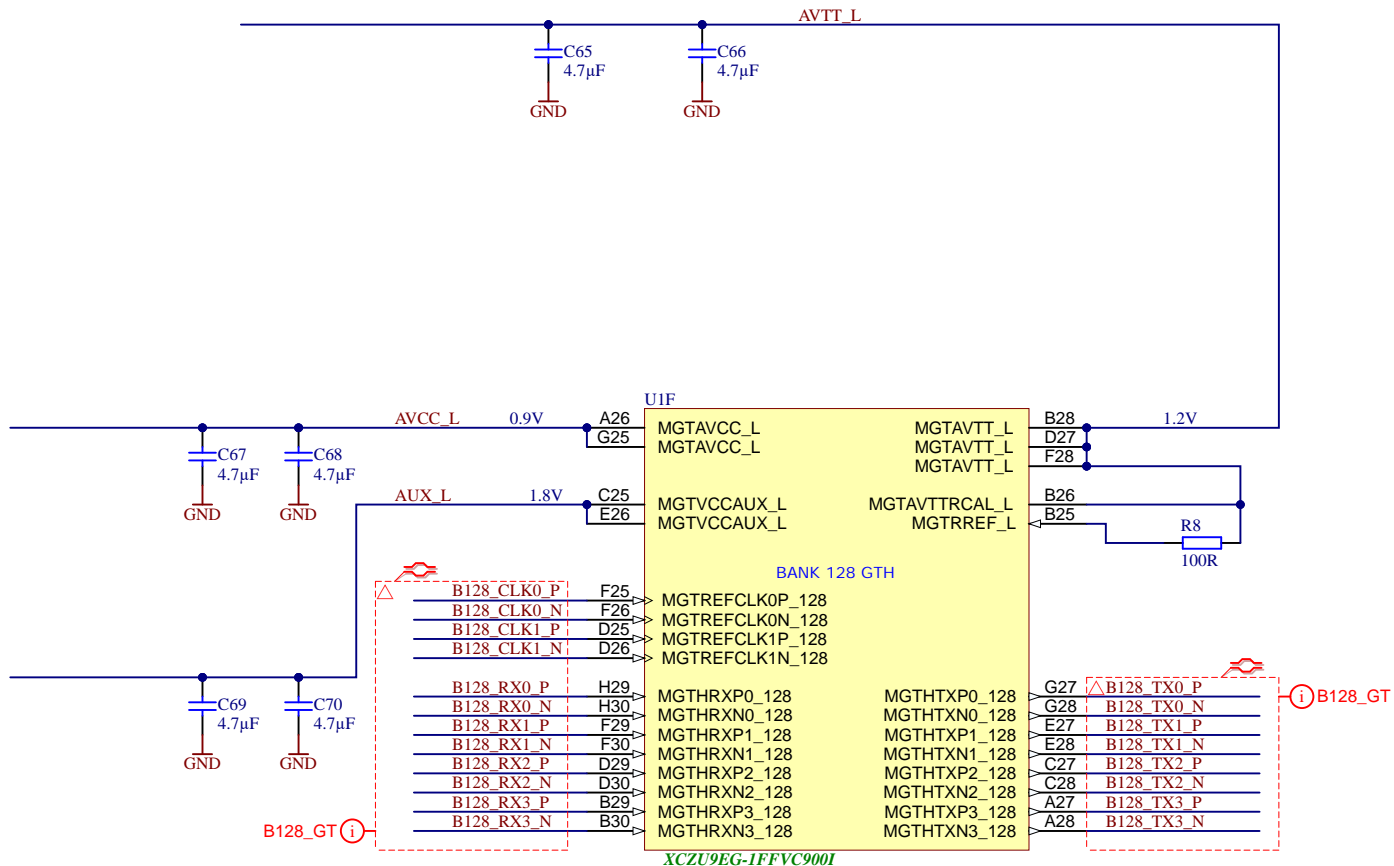 AVTT_L
C65
4.7µF
GND
C66
4.7µF
GND
U1F
AVCC_L 0.9V
A26 MGTAVCC_L
G25 MGTAVCC_L
C67
4.7µF
GND
C68
4.7µF
GND
AUX_L 1.8V
C25 MGTVCCAUX_L
E26 MGTVCCAUX_L
MGTAVTT_L B28 1.2V
MGTAVTT_L D27
MGTAVTT_L F28
MGTAVTTRCAL_L B26
MGTRREF_L B25
R8
100R
BANK 128 GTH
B128_CLK0_P F25 MGTREFCLK0P_128
B128_CLK0_N F26 MGTREFCLK0N_128
B128_CLK1_P D25 MGTREFCLK1P_128
B128_CLK1_N D26 MGTREFCLK1N_128
C69
4.7µF
GND
C70
4.7µF
GND
B128_RX0_P H29 MGTHRXP0_128
B128_RX0_N H30 MGTHRXN0_128
B128_RX1_P F29 MGTHRXP1_128
B128_RX1_N F30 MGTHRXN1_128
B128_RX2_P D29 MGTHRXP2_128
B128_RX2_N D30 MGTHRXN2_128
B128_RX3_P B29 MGTHRXP3_128
B128_RX3_N B30 MGTHRXN3_128
B128_GT i
MGTHTXP0_128 G27 B128_TX0_P
MGTHTXN0_128 G28 B128_TX0_N
MGTHTXP1_128 E27 B128_TX1_P
MGTHTXN1_128 E28 B128_TX1_N
MGTHTXP2_128 C27 B128_TX2_P
MGTHTXN2_128 C28 B128_TX2_N
MGTHTXP3_128 A27 B128_TX3_P
MGTHTXN3_128 A28 B128_TX3_N
i B128_GT
XCZU9EG-1FFVC900I